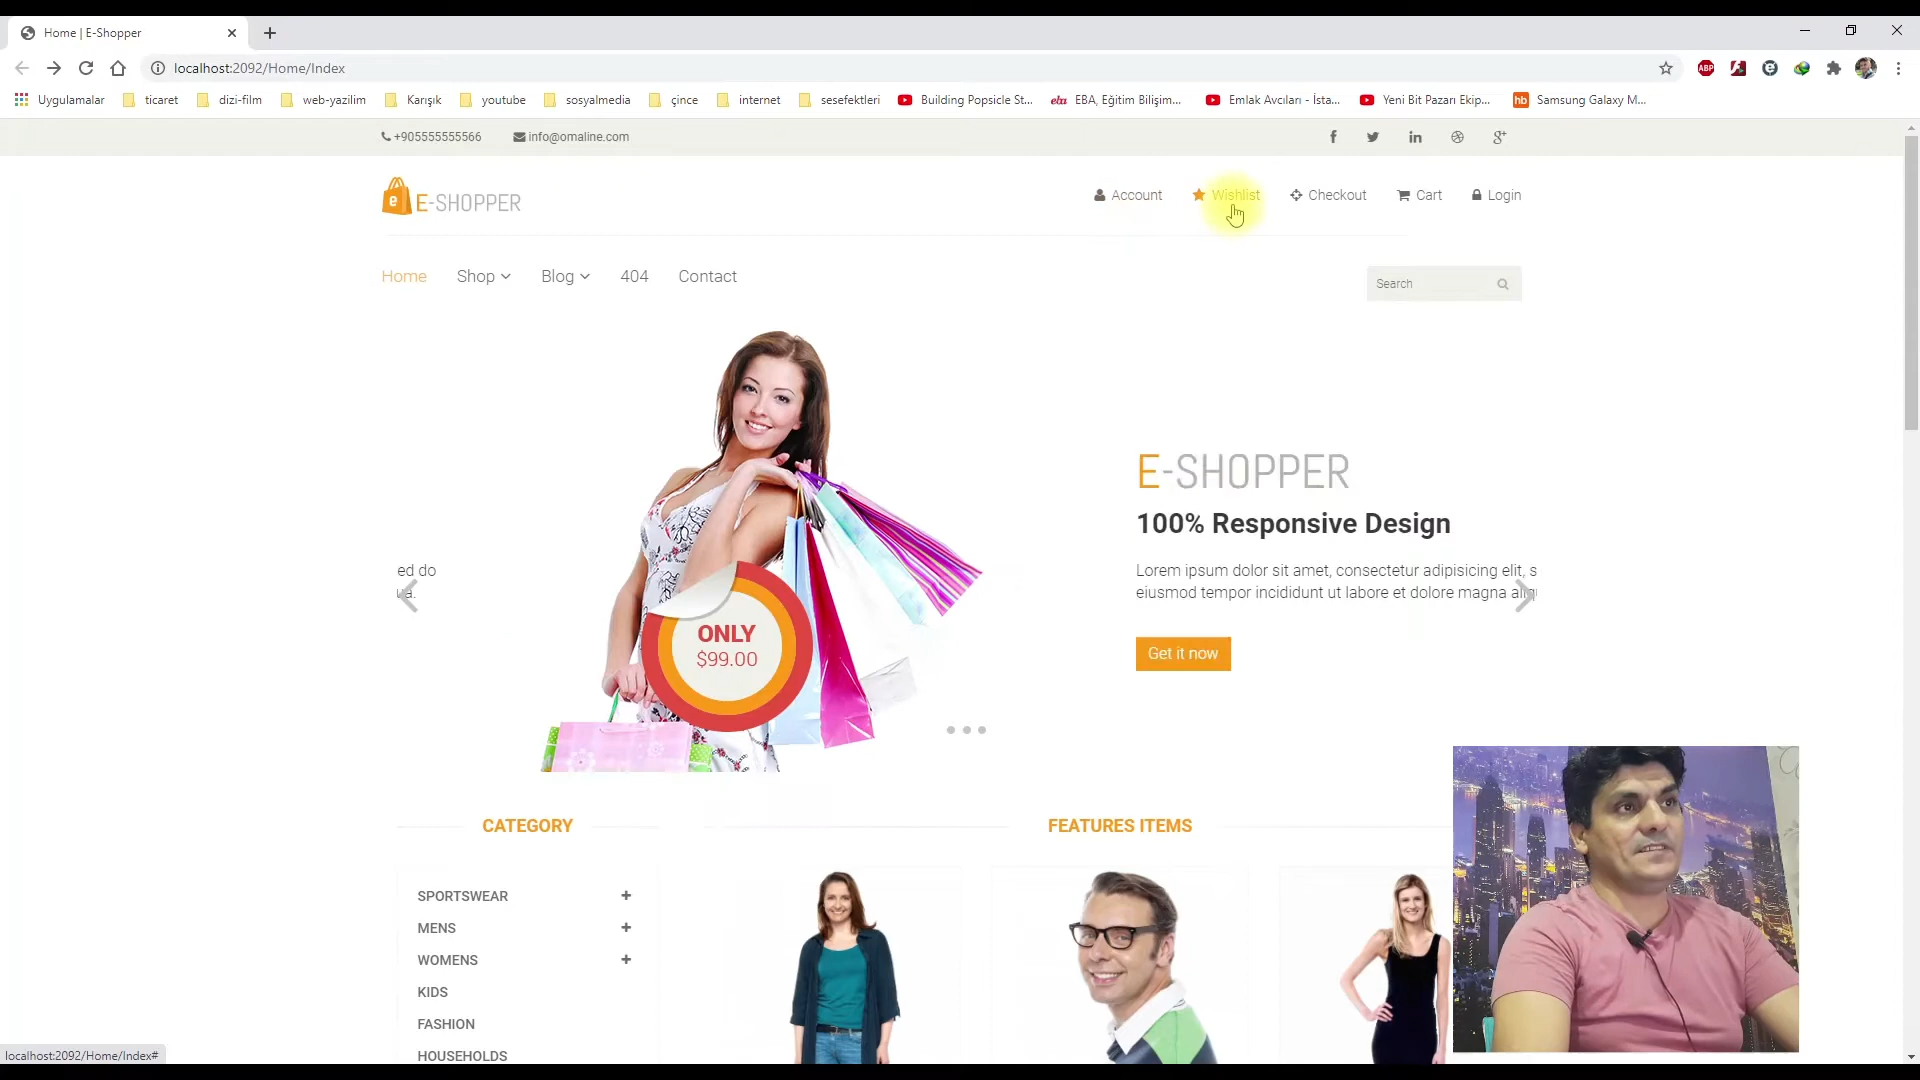 Home | E-Shopper
localhost:2092/Home/Index
Uygulamalar ticaret dizi-film web-yazilim Karışık youtube sosyalmedia çince internet sesefektleri Building Popsicle St... EBA, Eğitim Bilişim... Emlak Avcıları - İsta... Yeni Bit Pazarı Ekip... Samsung Galaxy M...
+905555555566 info@omaline.com
E-SHOPPER
Account Wishlist Checkout Cart Login
Home Shop Blog 404 Contact
Search
E-SHOPPER
100% Responsive Design
ed do
ua.
Lorem ipsum dolor sit amet, consectetur adipisicing elit, s
eiusmod tempor incididunt ut labore et dolore magna aliq
Get it now
ONLY
$99.00
CATEGORY
FEATURES ITEMS
SPORTSWEAR
MENS
WOMENS
KIDS
FASHION
HOUSEHOLDS
localhost:2092/Home/Index#